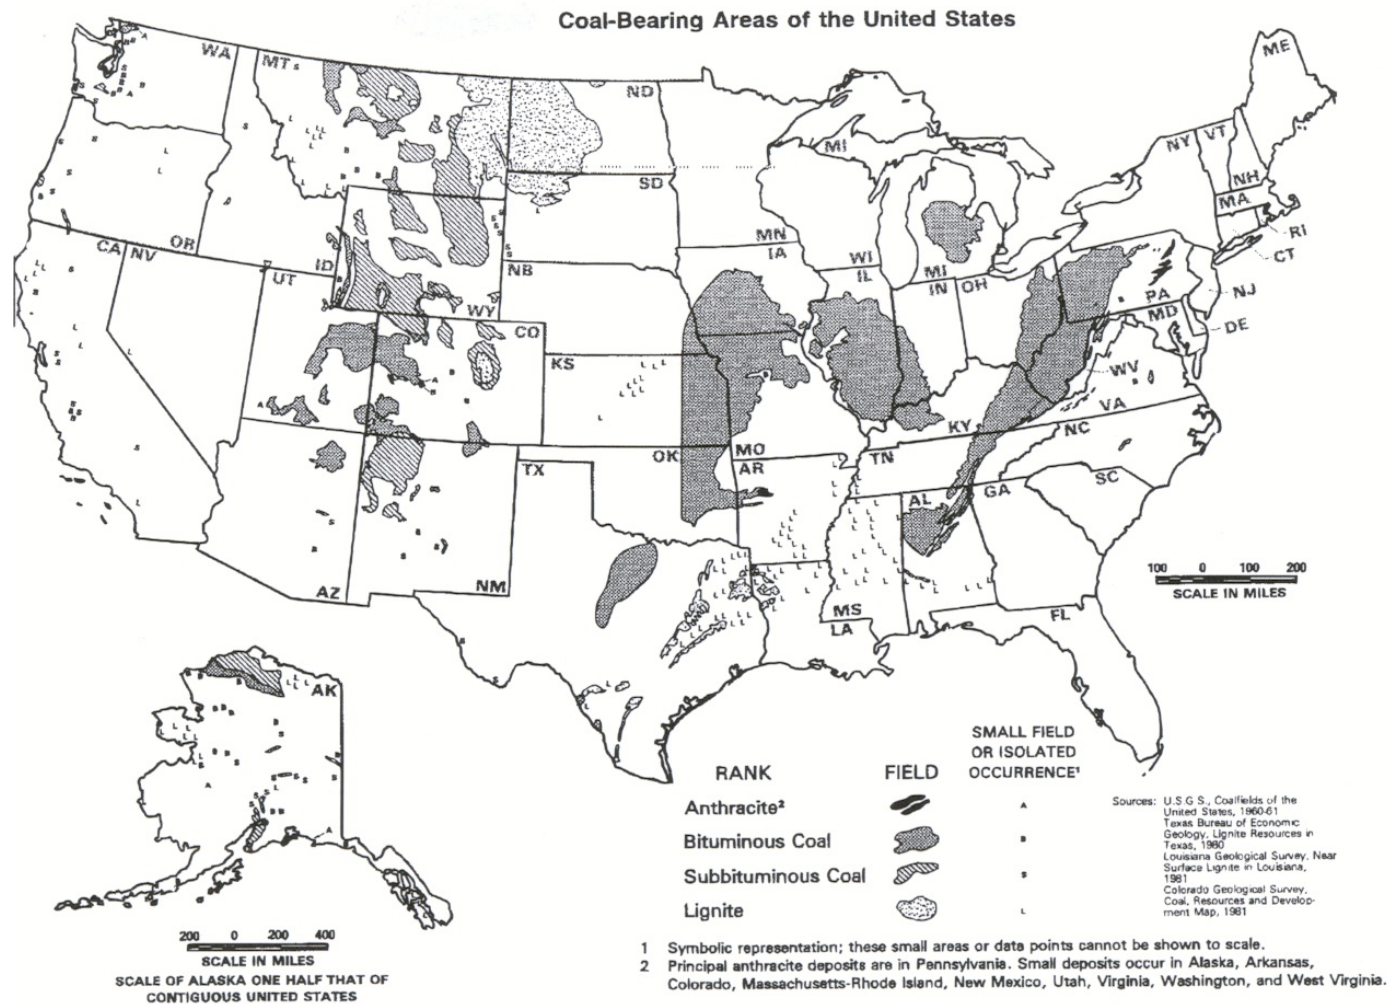 Coal-Bearing Areas of the United States
WA
MT
ND
ME
MI
NY
VT
NH
MA
RI
CT
SD
MN
IA
WI
IL
MI
IN
OH
PA
NJ
MD
DE
WV
VA
OR
CA
NV
ID
UT
WY
NB
CO
KS
MO
KY
NC
TN
SC
OK
AR
AL
GA
TX
AZ
NM
MS
LA
FL
AK
100 0 100 200
SCALE IN MILES
SMALL FIELD
OR ISOLATED
RANK FIELD OCCURRENCE¹
Anthracite² A
Bituminous Coal B
Subbituminous Coal S
Lignite L
Sources: U.S.G S., Coalfields of the
United States, 1960-61
Texas Bureau of Economic
Geology, Lignite Resources in
Texas, 1980
Louisiana Geological Survey, Near
Surface Lignite in Louisiana,
1981
Colorado Geological Survey,
Coal, Resources and Develop-
ment Map, 1981
200 0 200 400
SCALE IN MILES
SCALE OF ALASKA ONE HALF THAT OF
CONTIGUOUS UNITED STATES
1 Symbolic representation; these small areas or data points cannot be shown to scale.
2 Principal anthracite deposits are in Pennsylvania. Small deposits occur in Alaska, Arkansas,
Colorado, Massachusetts-Rhode Island, New Mexico, Utah, Virginia, Washington, and West Virginia.